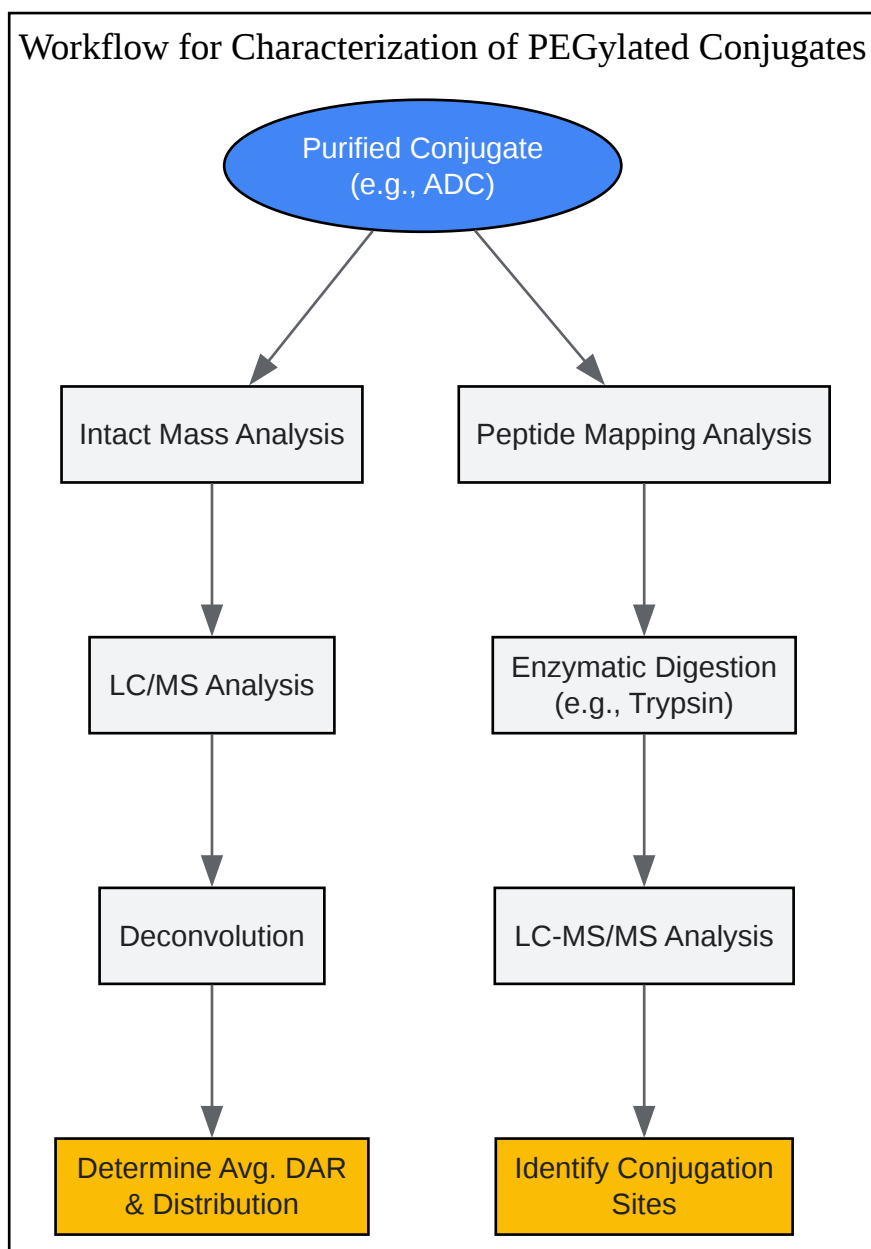 Workflow for Characterization of PEGylated Conjugates
Purified Conjugate
(e.g., ADC)
Intact Mass Analysis
Peptide Mapping Analysis
LC/MS Analysis
Enzymatic Digestion
(e.g., Trypsin)
Deconvolution
LC-MS/MS Analysis
Determine Avg. DAR
& Distribution
Identify Conjugation
Sites